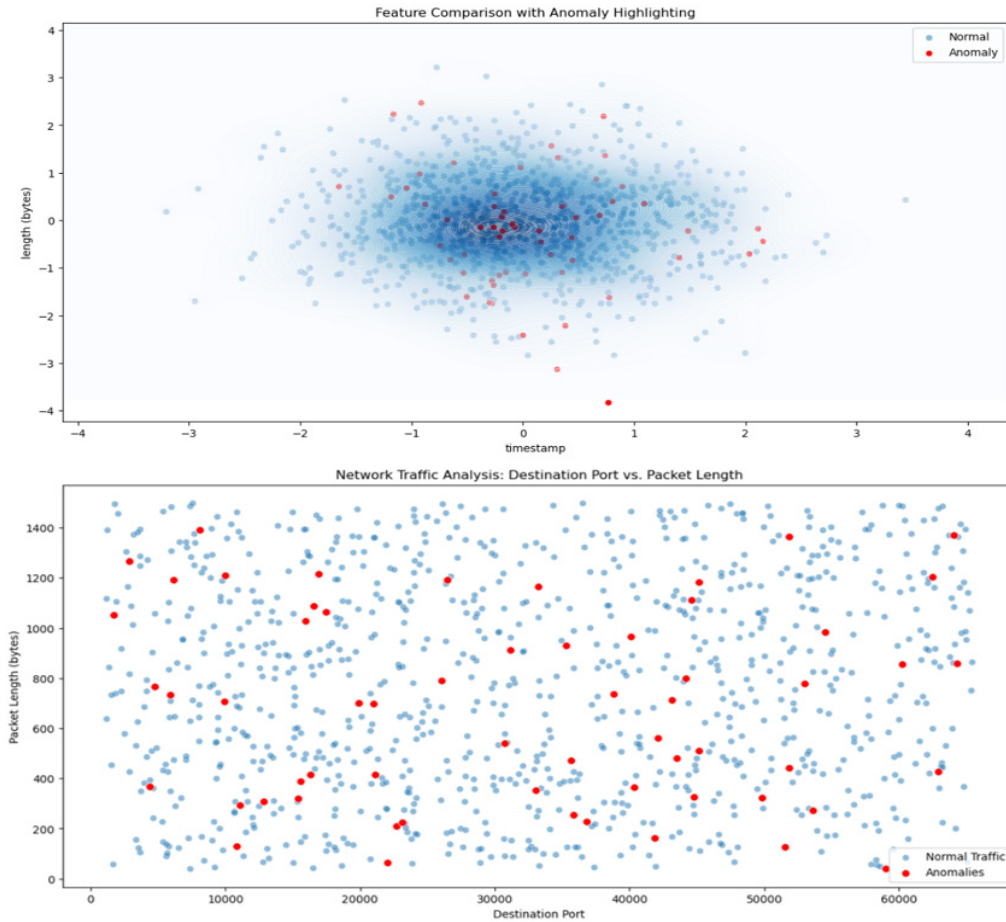 Feature Comparison with Anomaly Highlighting
4
3
2
1
0
−1
−2
−3
−4
length (bytes)
Normal
Anomaly
−4 −3 −2 −1 0 1 2 3 4
timestamp
Network Traffic Analysis: Destination Port vs. Packet Length
1400
1200
1000
800
600
400
200
0
Packet Length (bytes)
Normal Traffic
Anomalies
0 10000 20000 30000 40000 50000 60000
Destination Port